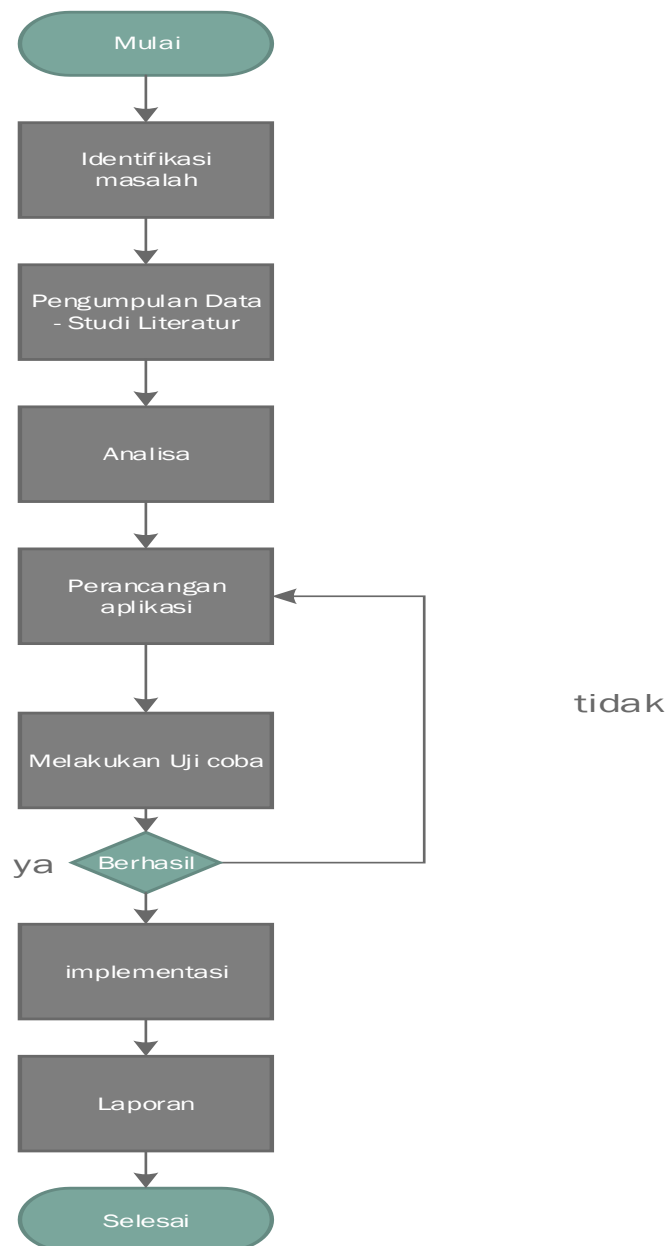 Mulai
Identifikasi
masalah
Pengumpulan Data
- Studi Literatur
Analisa
Perancangan
aplikasi
tidak
Melakukan Uji coba
ya
Berhasil
implementasi
Laporan
Selesai